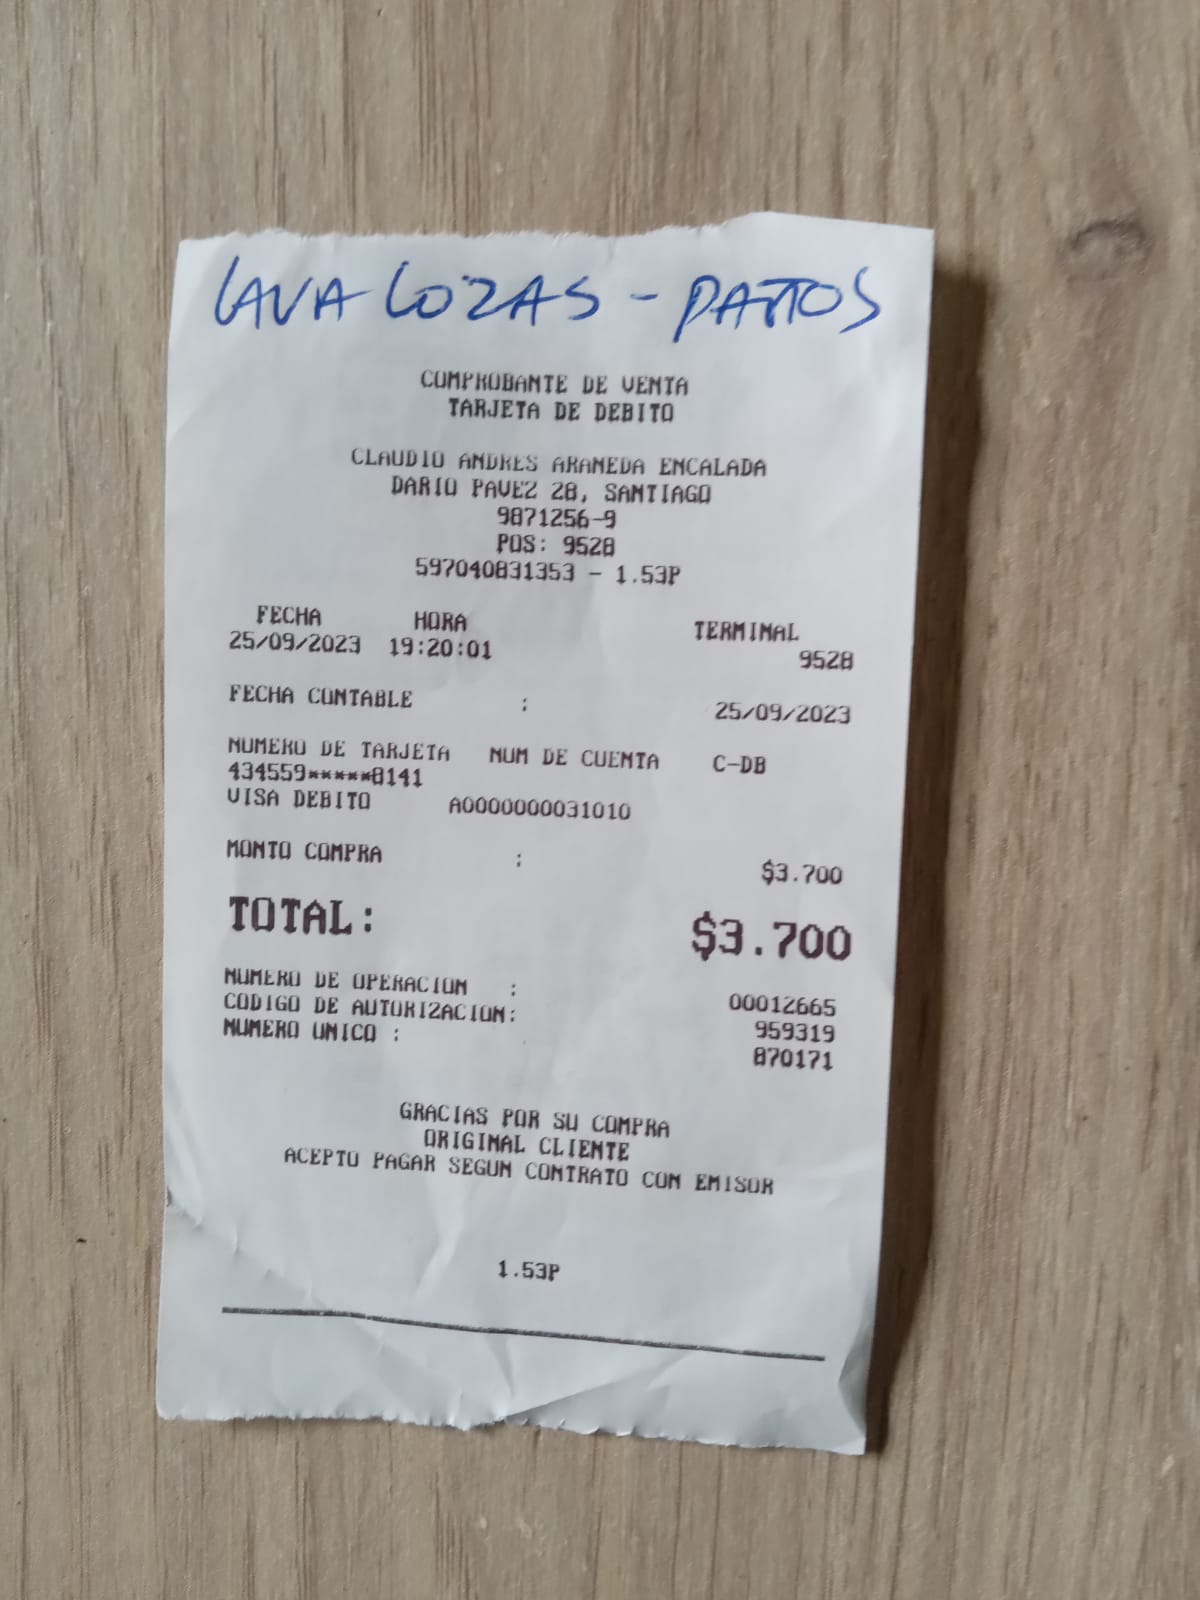 LAVA LOZAS - PAÑOS
COMPROBANTE DE VENTA
TARJETA DE DEBITO
CLAUDIO ANDRES ARANEDA ENCALADA
DARIO PAVEZ 28, SANTIAGO
9871256-9
POS: 9528
597040831353 - 1.53P
FECHA HORA TERMINAL
25/09/2023 19:20:01 9528
FECHA CONTABLE : 25/09/2023
NUMERO DE TARJETA NUM DE CUENTA C-DB
434559*****8141
VISA DEBITO A0000000031010
MONTO COMPRA : $3.700
TOTAL: $3.700
NUMERO DE OPERACION : 00012665
CODIGO DE AUTORIZACION: 959319
NUMERO UNICO : 870171
GRACIAS POR SU COMPRA
ORIGINAL CLIENTE
ACEPTO PAGAR SEGUN CONTRATO CON EMISOR
1.53P